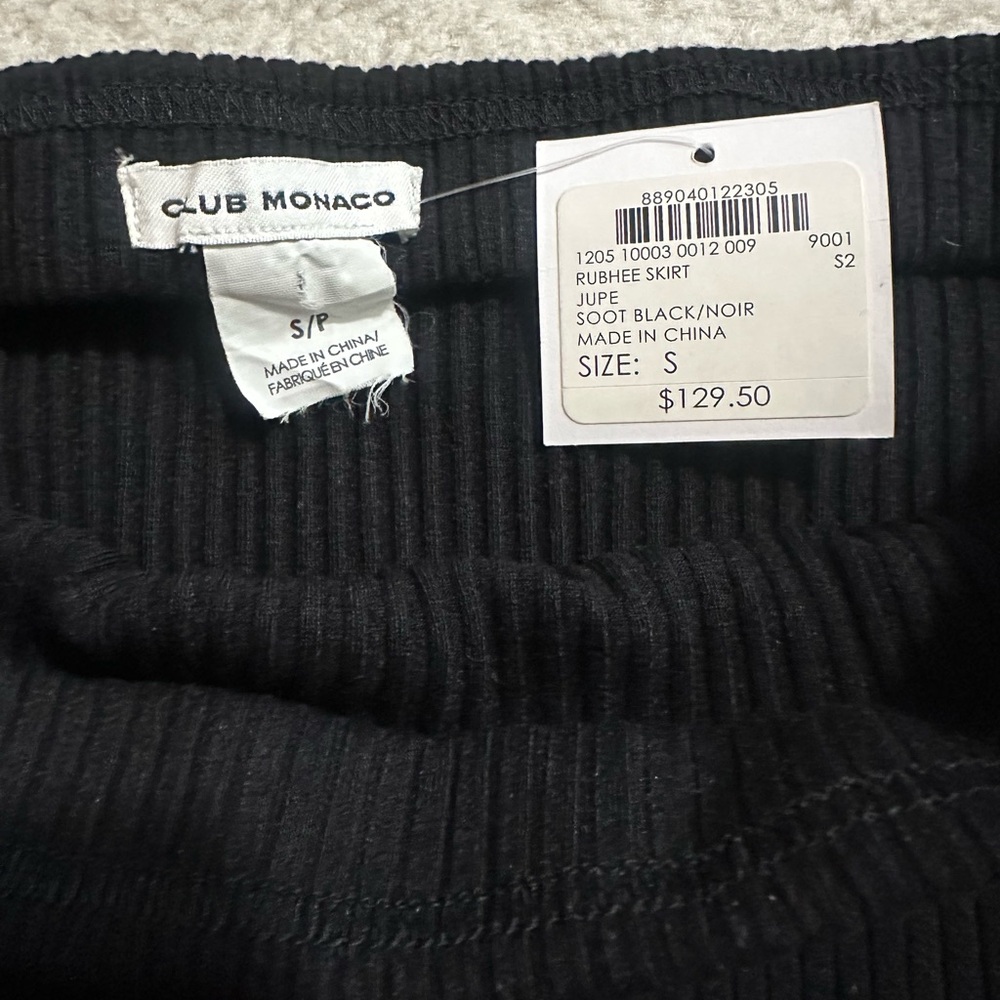 CLUB MONACO
S/P
MADE IN CHINA/
FABRIQUÉ EN CHINE
889040122305
1205 10003 0012 009 9001
RUBHEE SKIRT S2
JUPE
SOOT BLACK/NOIR
MADE IN CHINA
SIZE: S
$129.50